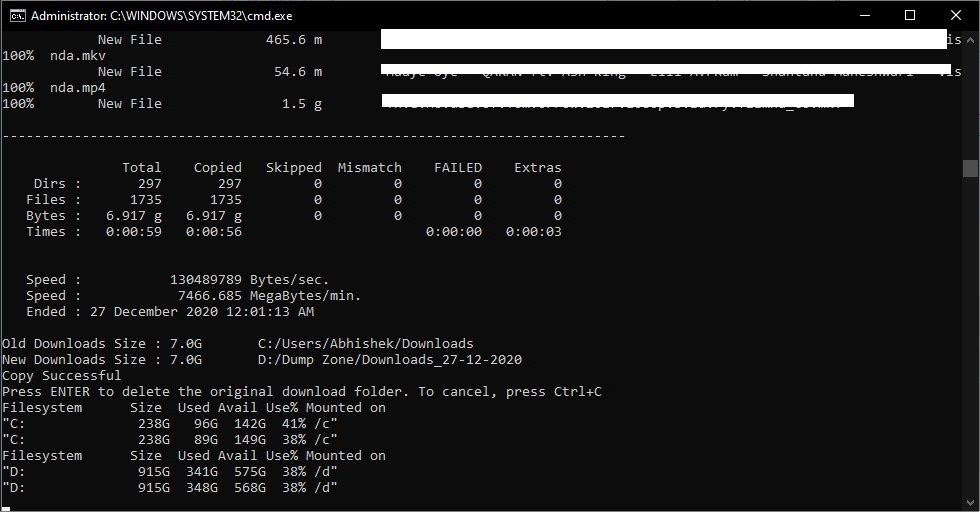 Administrator: C:\WINDOWS\SYSTEM32\cmd.exe
New File 465.6 m is
100% nda.mkv
New File 54.6 m
100% nda.mp4
100% New File 1.5 g
-------------------------------------------------------------------------------
Total Copied Skipped Mismatch FAILED Extras
Dirs : 297 297 0 0 0 0
Files : 1735 1735 0 0 0 0
Bytes : 6.917 g 6.917 g 0 0 0 0
Times : 0:00:59 0:00:56 0:00:00 0:00:03
Speed : 130489789 Bytes/sec.
Speed : 7466.685 MegaBytes/min.
Ended : 27 December 2020 12:01:13 AM
Old Downloads Size : 7.0G C:/Users/Abhishek/Downloads
New Downloads Size : 7.0G D:/Dump Zone/Downloads_27-12-2020
Copy Successful
Press ENTER to delete the original download folder. To cancel, press Ctrl+C
Filesystem Size Used Avail Use% Mounted on
"C: 238G 96G 142G 41% /c"
"C: 238G 89G 149G 38% /c"
Filesystem Size Used Avail Use% Mounted on
"D: 915G 341G 575G 38% /d"
"D: 915G 348G 568G 38% /d"